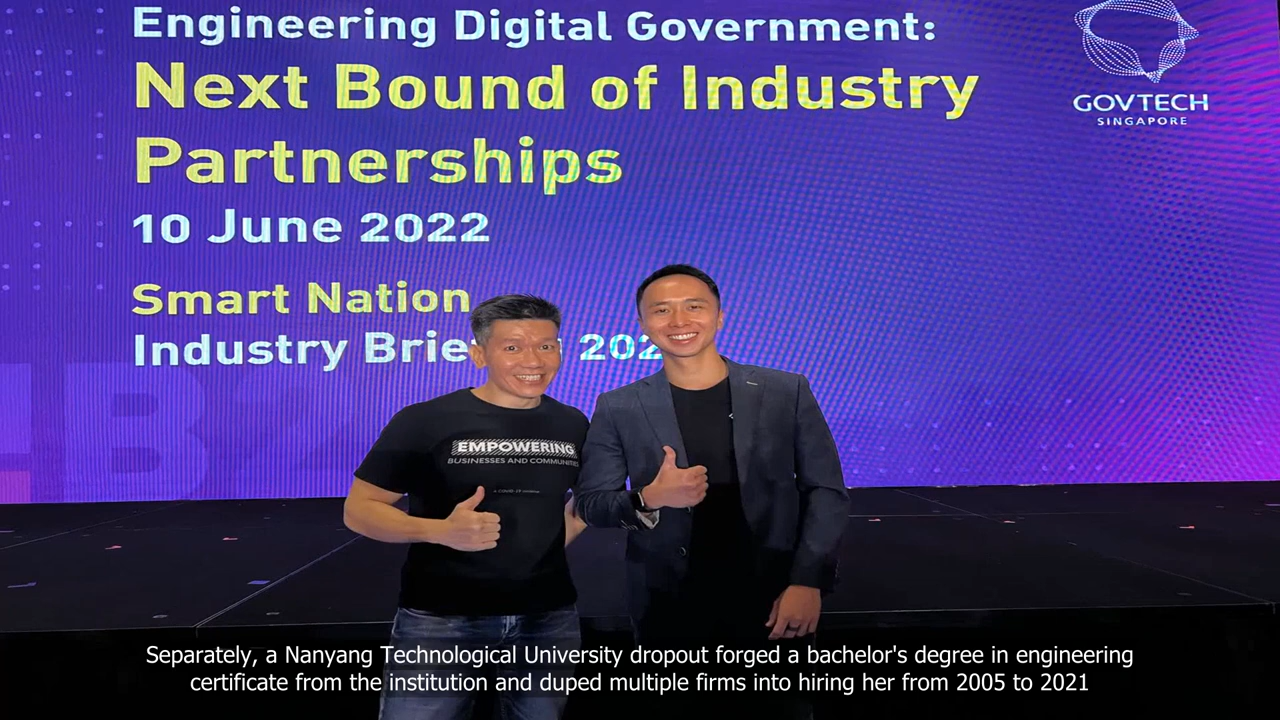 Engineering Digital Government:
Next Bound of Industry
Partnerships
10 June 2022
Smart Nation
Industry
GOVTECH
SINGAPORE
EMPOWERING
BUSINESSES AND COMMUNITIES
Separately, a Nanyang Technological University dropout forged a bachelor's degree in engineering
certificate from the institution and duped multiple firms into hiring her from 2005 to 2021